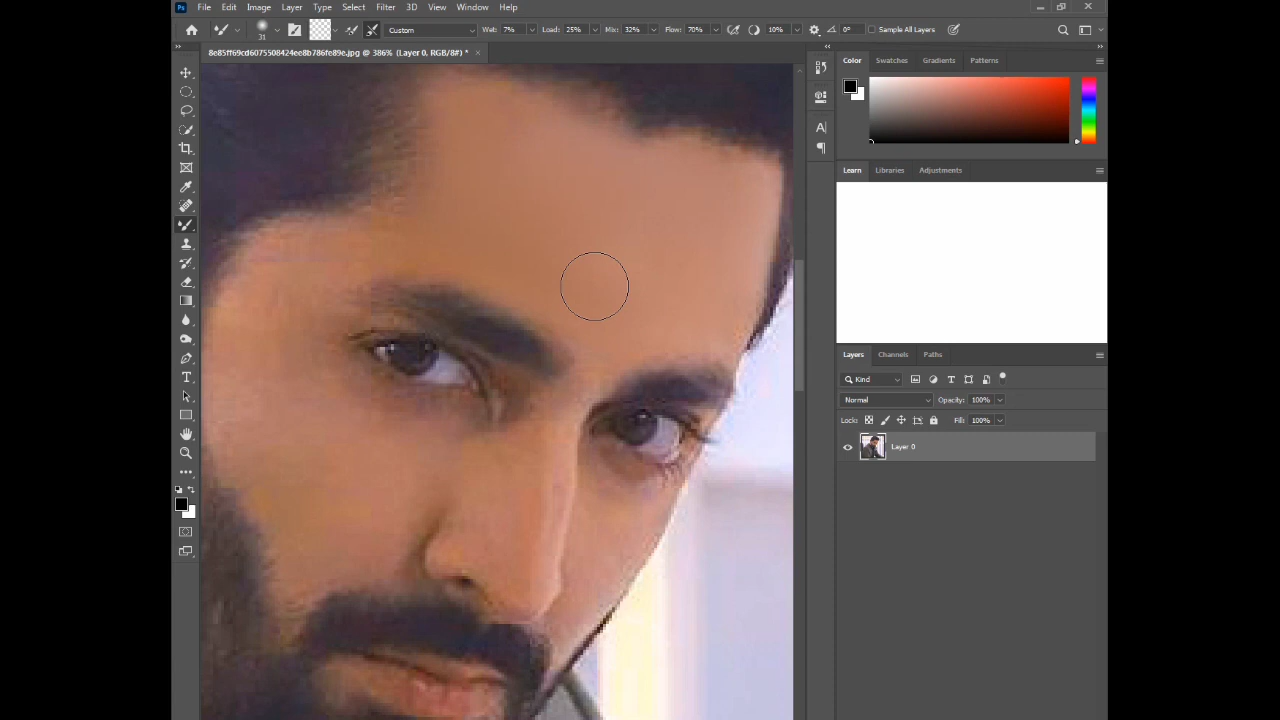 Ps File Edit Image Layer Type Select Filter 3D View Window Help
31 Custom Wet: 7% Load: 25% Mix: 32% Flow: 70% 10% 0° Sample All Layers
8e85ff69cd6075508424ee8b786fe89e.jpg @ 386% (Layer 0, RGB/8#) * ×
Color Swatches Gradients Patterns
Learn Libraries Adjustments
Layers Channels Paths
Kind
Normal Opacity: 100%
Lock: Fill: 100%
Layer 0